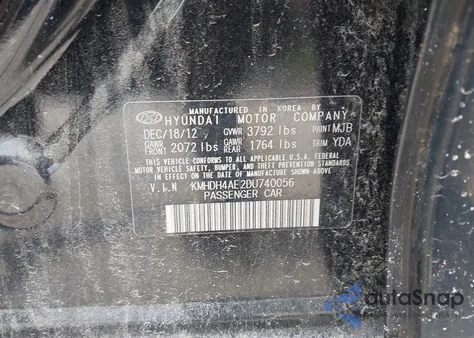 MANUFACTURED IN KOREA BY
HYUNDAI MOTOR COMPANY
DEC/18/12 GVWR 3792 lbs PAINT MJB
GAWR FRONT 2072 lbs GAWR REAR 1764 lbs TRIM YDA
THIS VEHICLE CONFORMS TO ALL APPLICABLE U.S.A. FEDERAL
MOTOR VEHICLE SAFETY, BUMPER, AND THEFT PREVENTION
STANDARDS IN EFFECT ON THE DATE OF MANUFACTURE SHOWN ABOVE.
V.I.N KMHDH4AE2DU740056
PASSENGER CAR
autaSnap